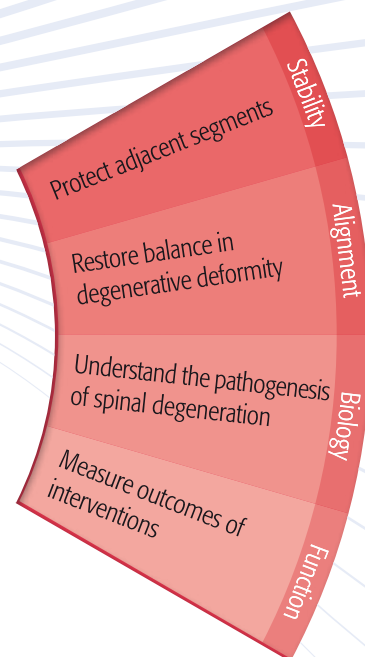 Protect adjacent segments
Stability
Restore balance in
degenerative deformity
Alignment
Understand the pathogenesis
of spinal degeneration
Biology
Measure outcomes of
interventions
Function